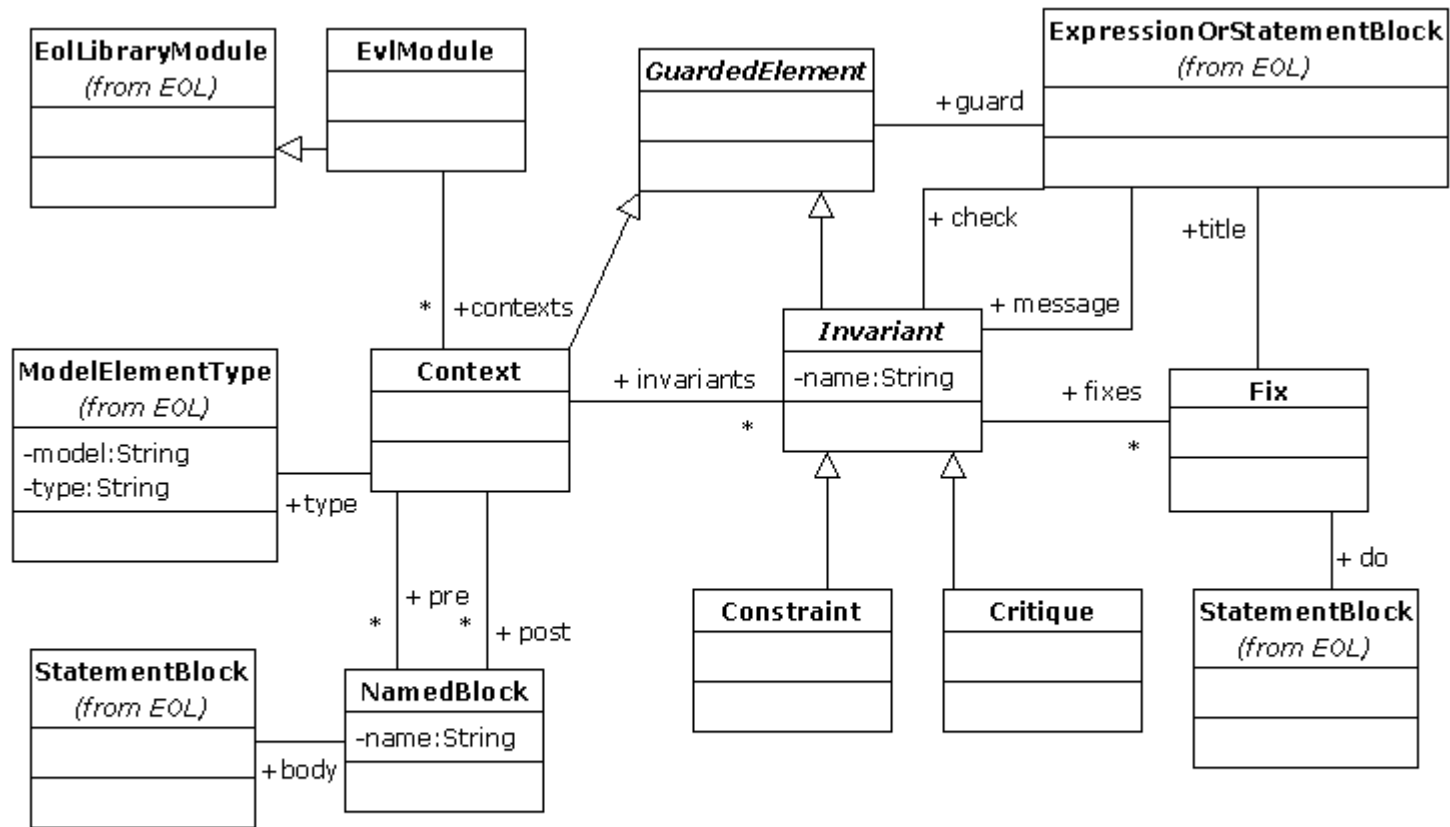 EolLibraryModule
(from EOL)
EvlModule
GuardedElement
ExpressionOrStatementBlock
(from EOL)
+guard
+ check
+title
+ message
* +contexts
Invariant
-name:String
ModelElementType
(from EOL)
-model:String
-type:String
Context
+ invariants
*
+ fixes
*
Fix
+type
+ do
+ pre
* *
+ post
Constraint
Critique
StatementBlock
(from EOL)
StatementBlock
(from EOL)
NamedBlock
-name:String
+body